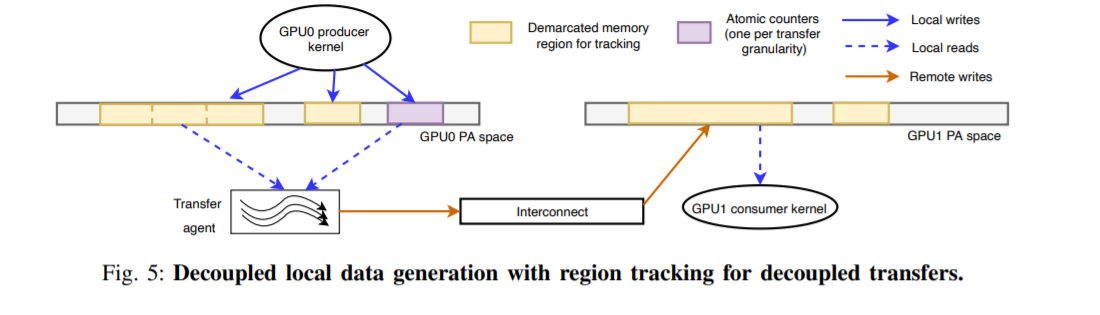 GPU0 producer
kernel
Demarcated memory
region for tracking
Atomic counters
(one per transfer
granularity)
Local writes
Local reads
Remote writes
GPU0 PA space
GPU1 PA space
Transfer
agent
Interconnect
GPU1 consumer kernel
Fig. 5: Decoupled local data generation with region tracking for decoupled transfers.